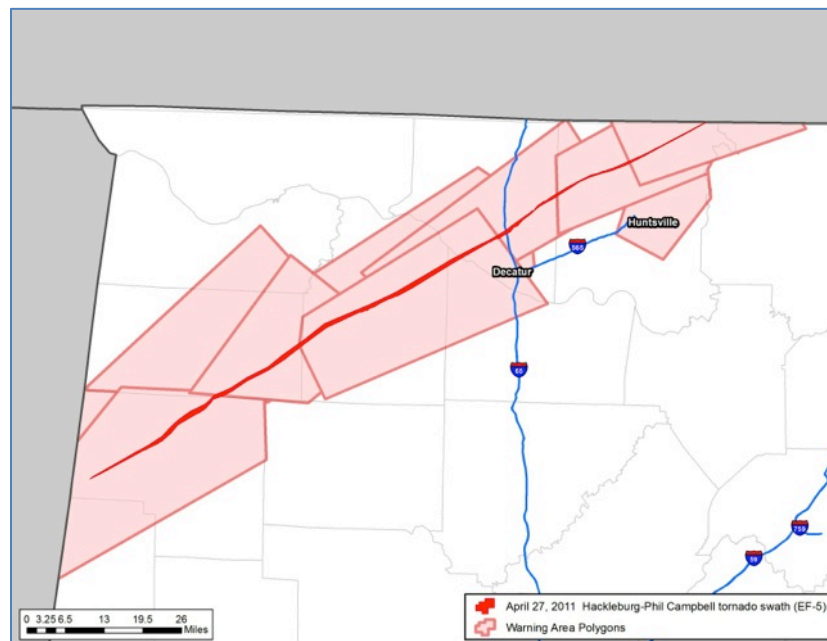 Huntsville
565
Decatur
65
759
59
0 3.25 6.5 13 19.5 26
Miles
April 27, 2011 Hackleburg-Phil Campbell tornado swath (EF-5)
Warning Area Polygons